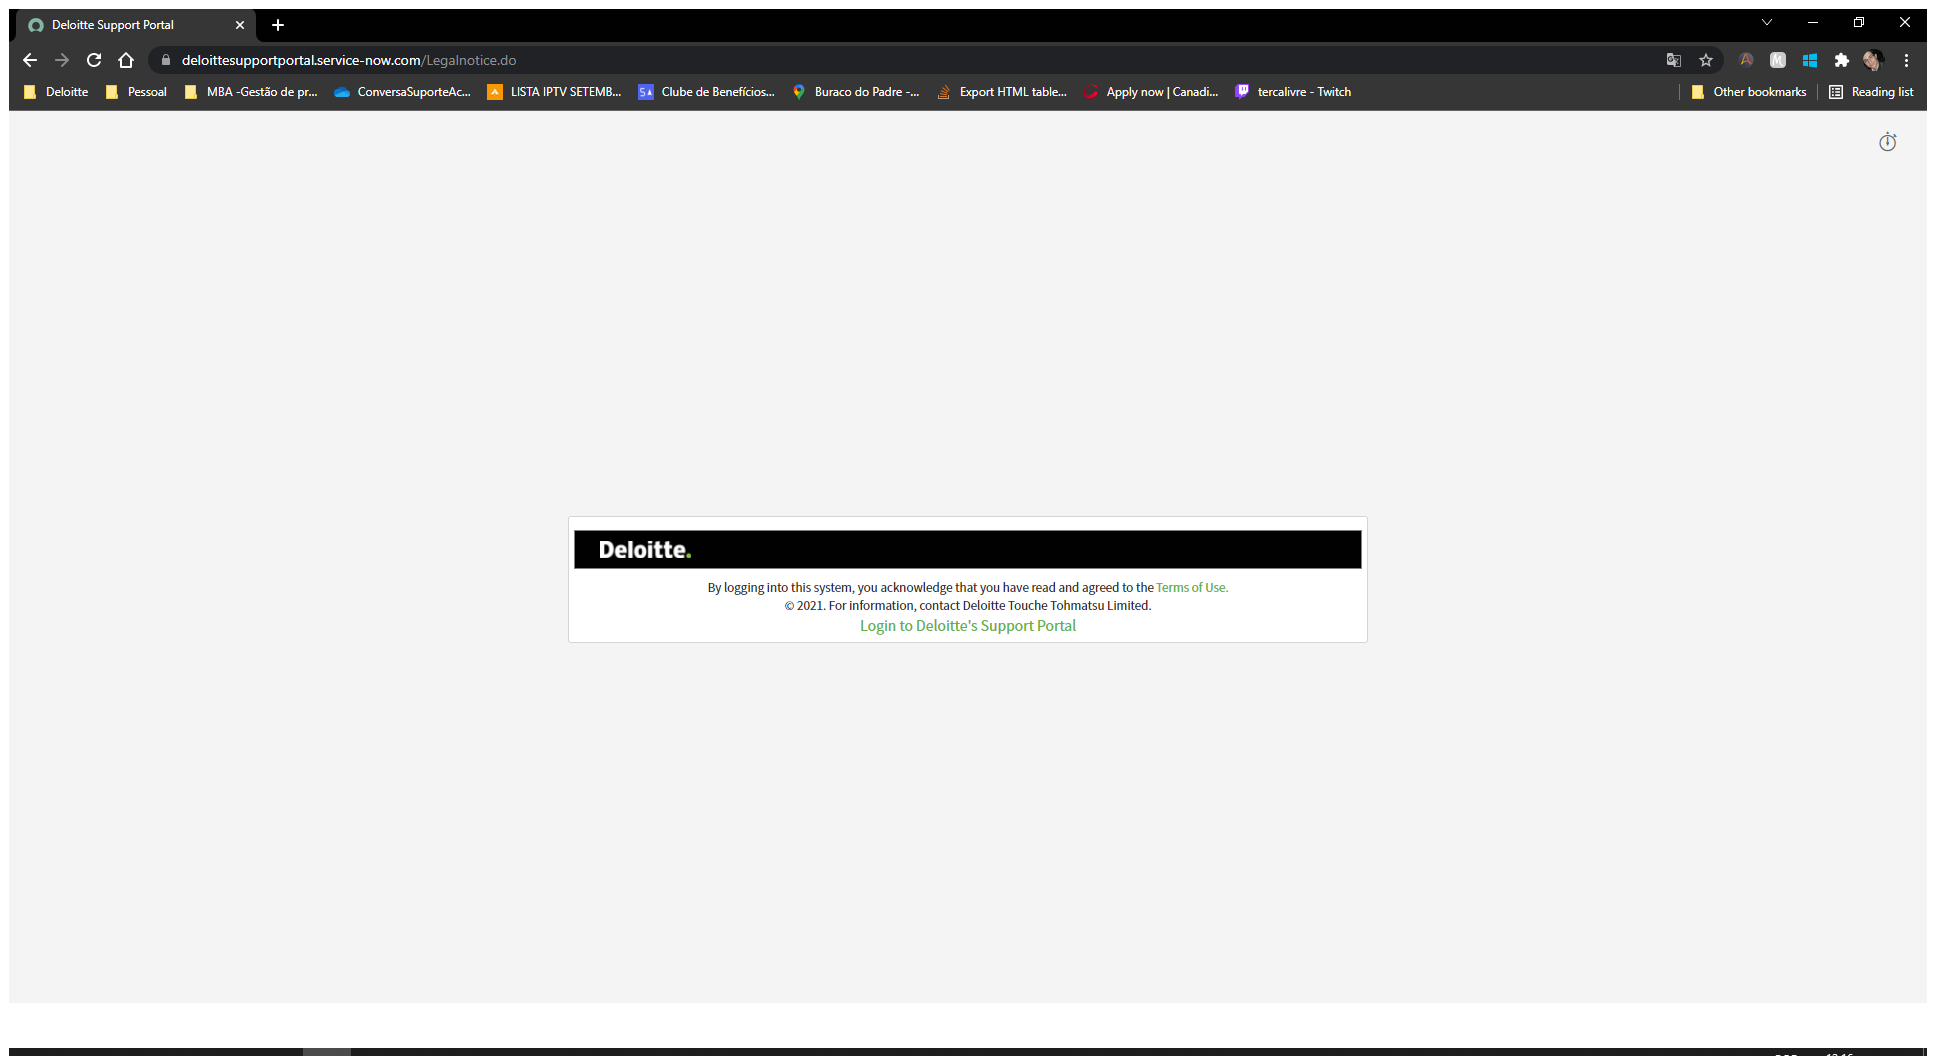 Deloitte Support Portal
deloittesupportportal.service-now.com/Legalnotice.do
Deloitte
Pessoal
MBA -Gestão de pr...
ConversaSuporteAc...
LISTA IPTV SETEMB...
Clube de Benefícios...
Buraco do Padre -...
Export HTML table...
Apply now | Canadi...
tercalivre - Twitch
Other bookmarks
Reading list
Deloitte.
By logging into this system, you acknowledge that you have read and agreed to the Terms of Use.
© 2021. For information, contact Deloitte Touche Tohmatsu Limited.
Login to Deloitte's Support Portal